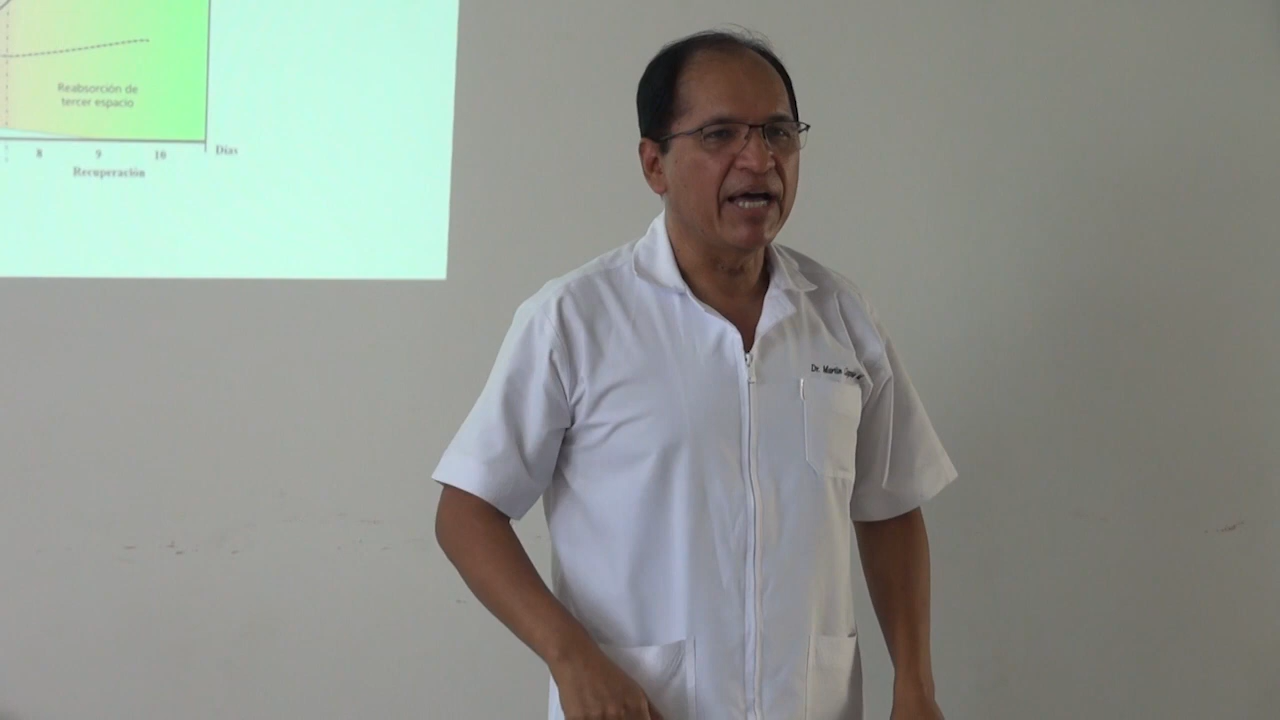 Reabsorción de
tercer espacio
8 9 10 Días
Recuperación
Dr. Martín